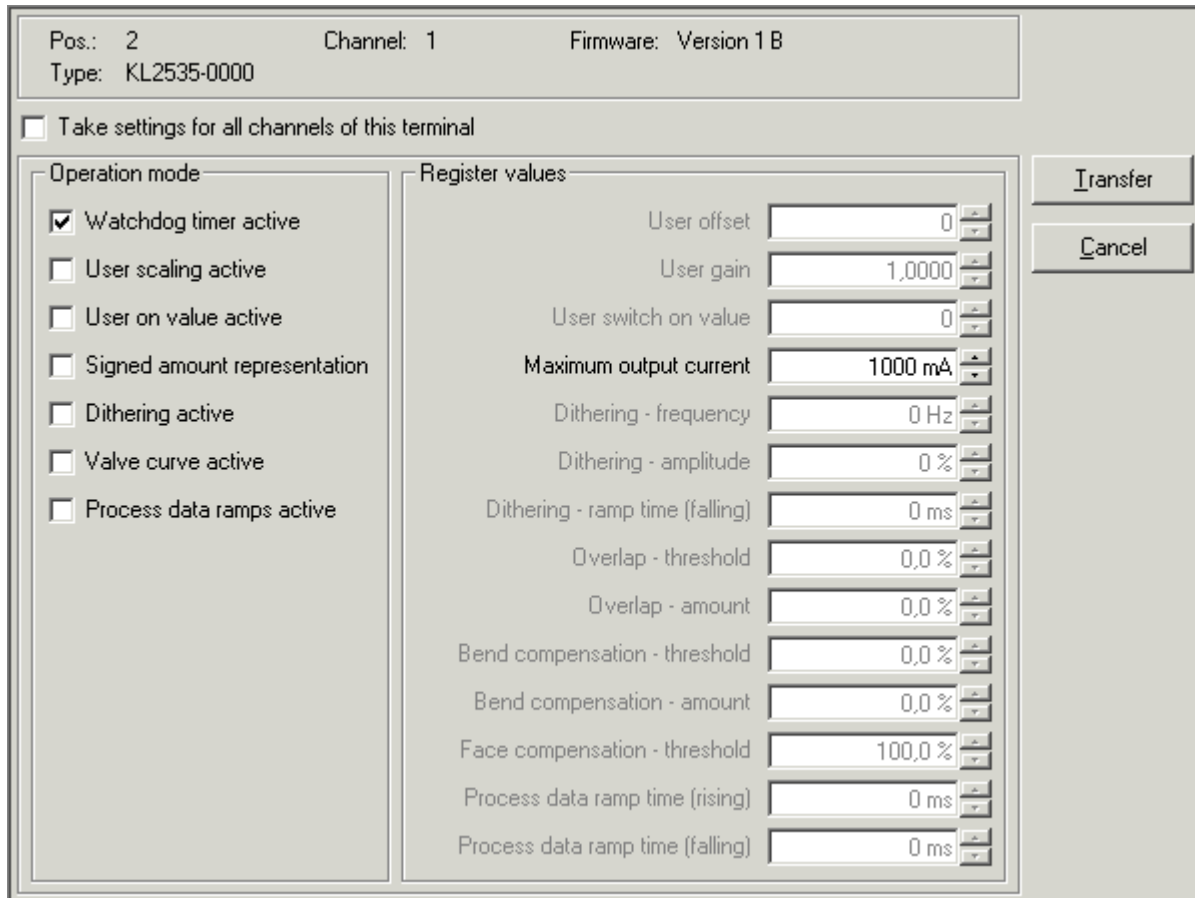 Pos.: 2 Channel: 1 Firmware: Version 1 B
Type: KL2535-0000
Take settings for all channels of this terminal
Operation mode
Watchdog timer active
User scaling active
User on value active
Signed amount representation
Dithering active
Valve curve active
Process data ramps active
Register values
User offset 0
User gain 1,0000
User switch on value 0
Maximum output current 1000 mA
Dithering - frequency 0 Hz
Dithering - amplitude 0 %
Dithering - ramp time (falling) 0 ms
Overlap - threshold 0,0 %
Overlap - amount 0,0 %
Bend compensation - threshold 0,0 %
Bend compensation - amount 0,0 %
Face compensation - threshold 100,0 %
Process data ramp time (rising) 0 ms
Process data ramp time (falling) 0 ms
Transfer
Cancel